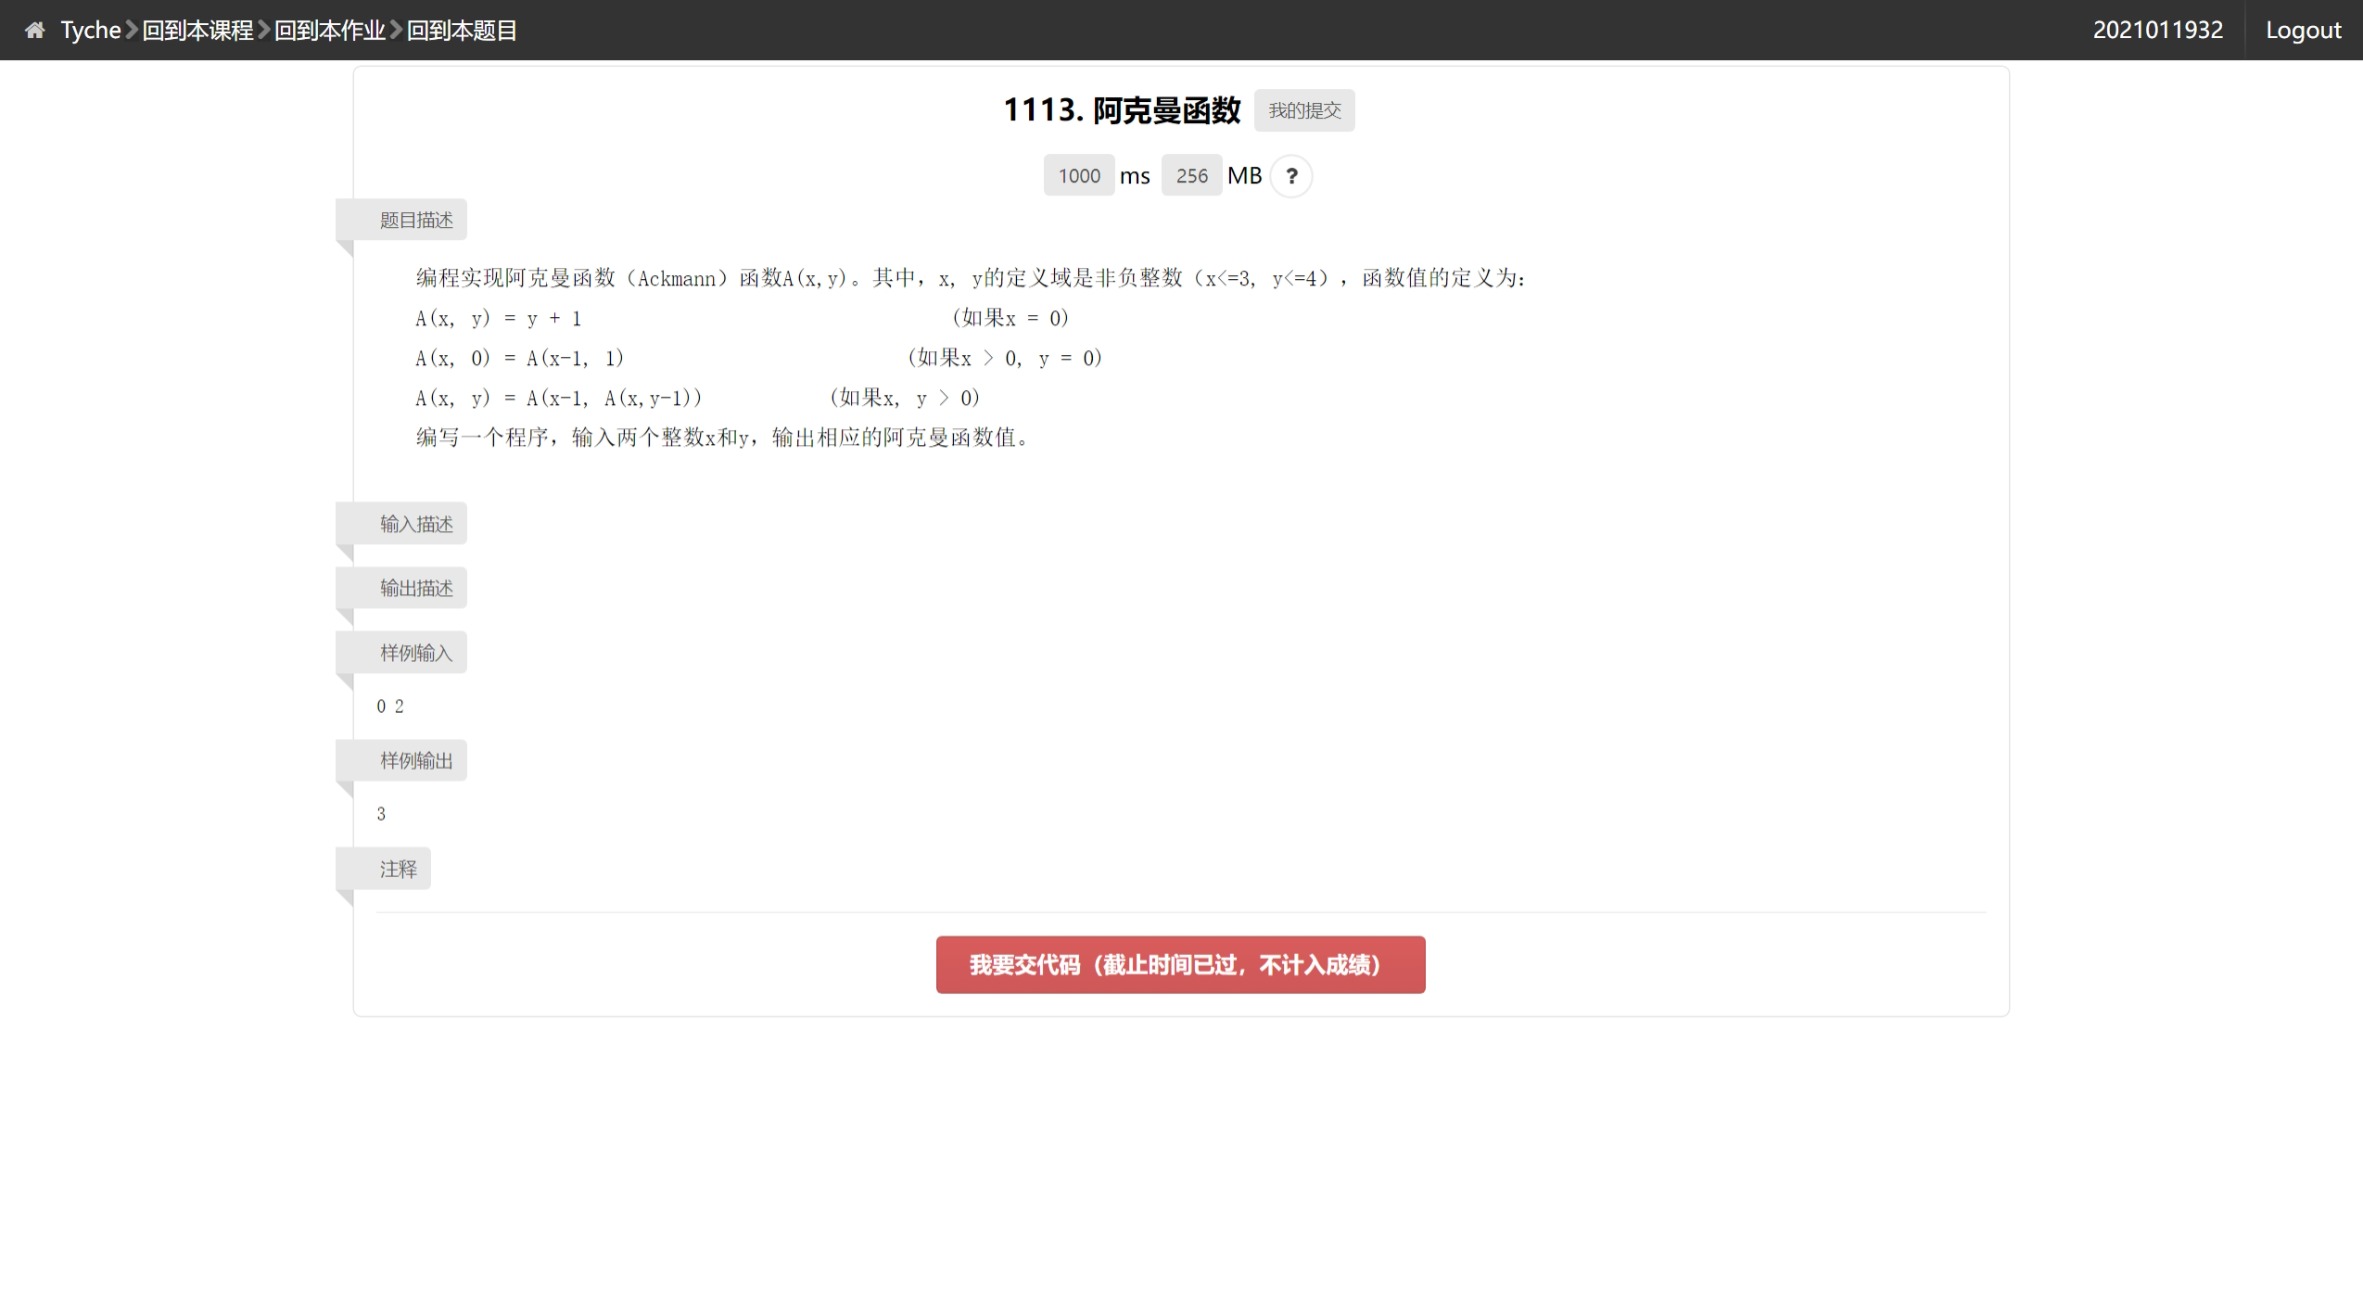 Tyche 回到本课程 回到本作业 回到本题目 2021011932 Logout
1113. 阿克曼函数 我的提交
1000 ms 256 MB ?
题目描述
编程实现阿克曼函数（Ackmann）函数A(x,y)。其中，x, y的定义域是非负整数（x<=3, y<=4），函数值的定义为：
A(x, y) = y + 1 (如果x = 0)
A(x, 0) = A(x-1, 1) (如果x > 0, y = 0)
A(x, y) = A(x-1, A(x,y-1)) (如果x, y > 0)
编写一个程序，输入两个整数x和y，输出相应的阿克曼函数值。
输入描述
输出描述
样例输入
0 2
样例输出
3
注释
我要交代码（截止时间已过，不计入成绩）